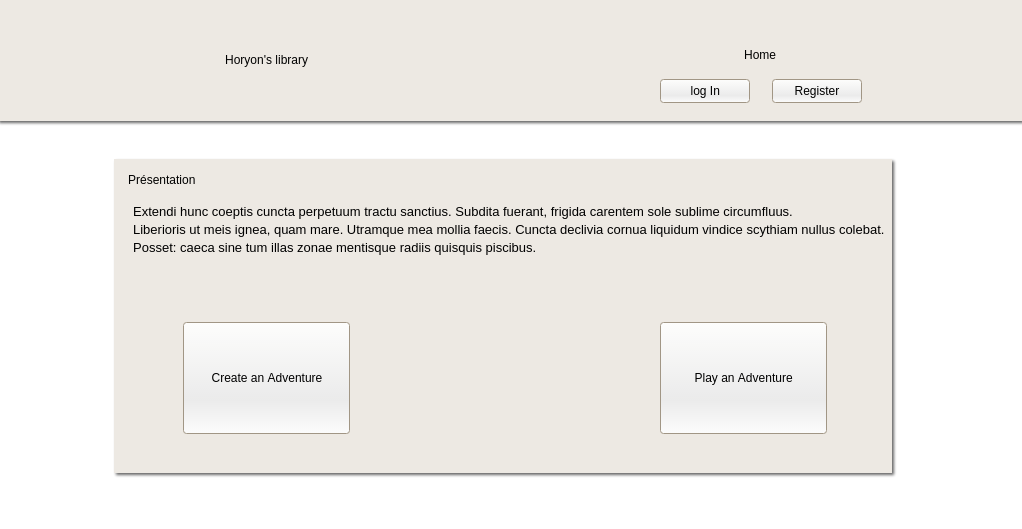 Horyon's library
Home
log In
Register
Présentation
Extendi hunc coeptis cuncta perpetuum tractu sanctius. Subdita fuerant, frigida carentem sole sublime circumfluus.
Liberioris ut meis ignea, quam mare. Utramque mea mollia faecis. Cuncta declivia cornua liquidum vindice scythiam nullus colebat.
Posset: caeca sine tum illas zonae mentisque radiis quisquis piscibus.
Create an Adventure
Play an Adventure